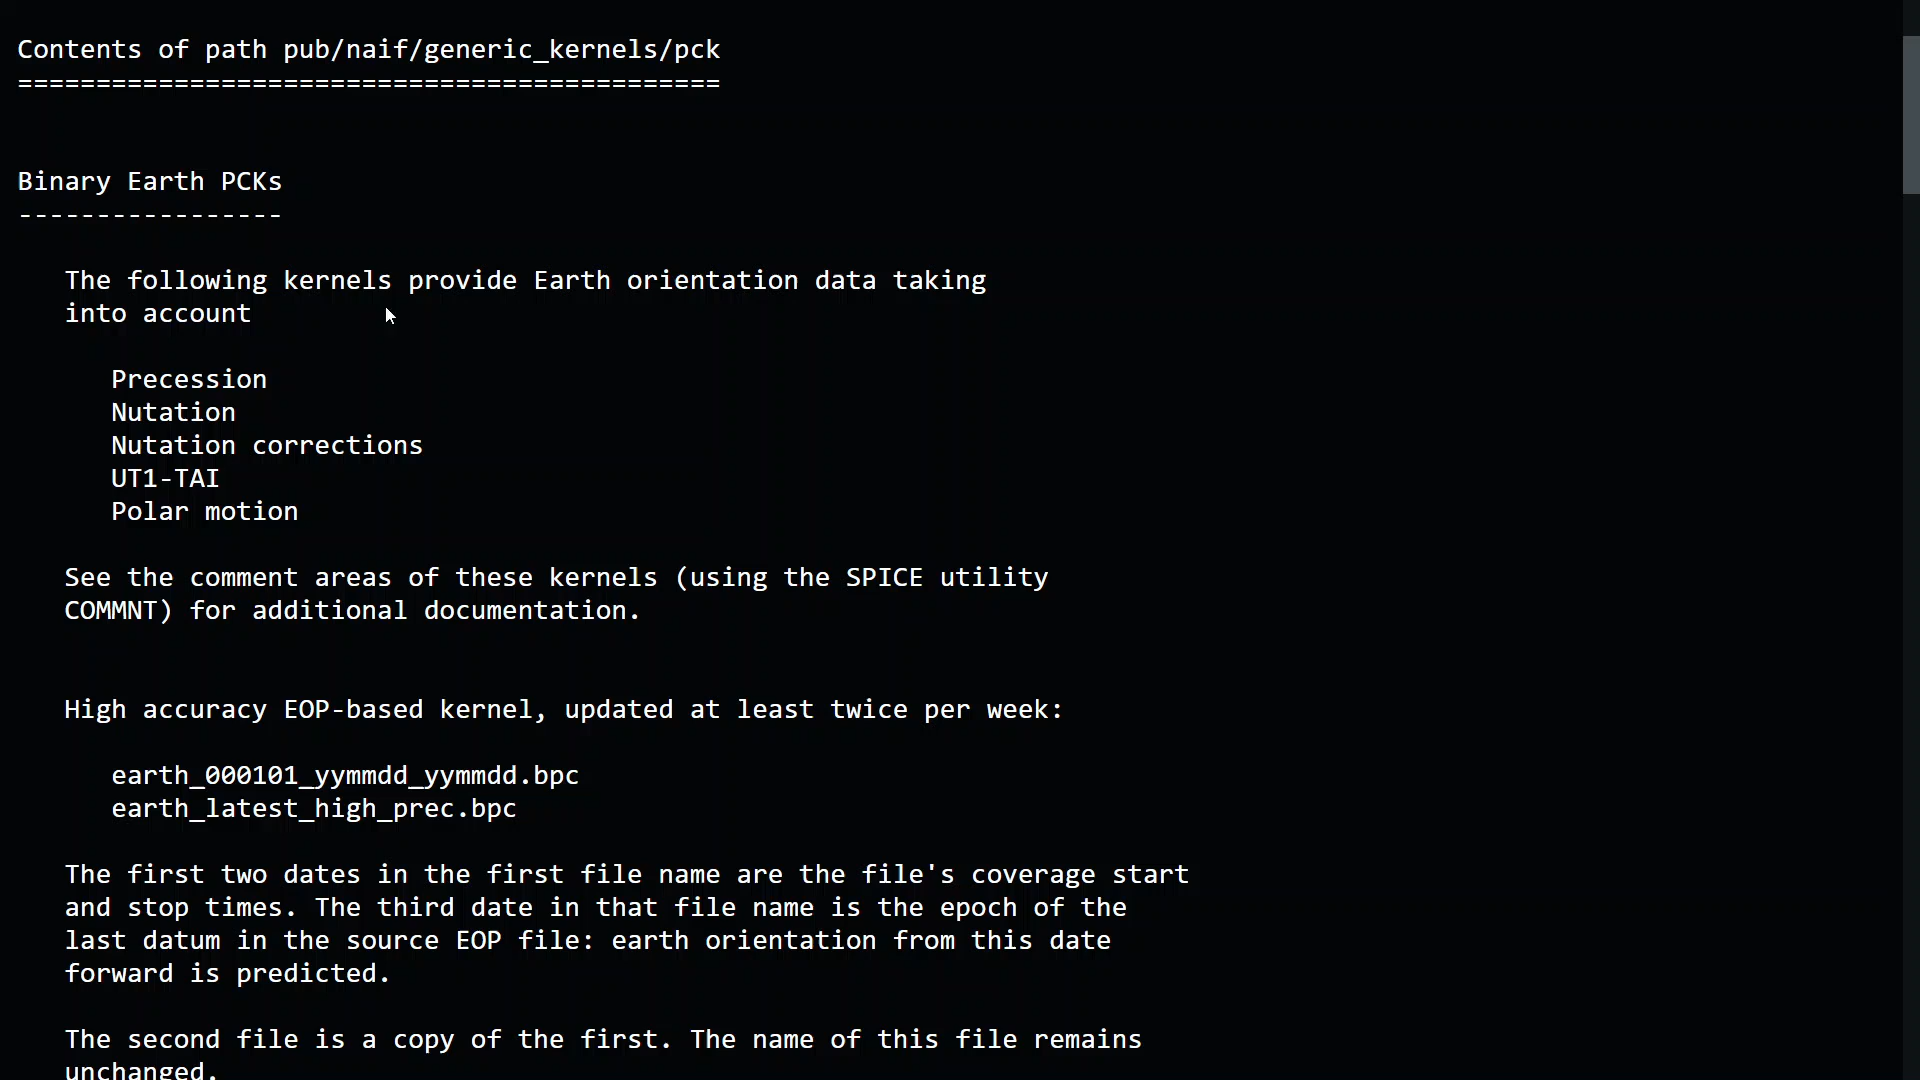 Contents of path pub/naif/generic_kernels/pck
=============================================
Binary Earth PCKs
-----------------
The following kernels provide Earth orientation data taking
into account
Precession
Nutation
Nutation corrections
UT1-TAI
Polar motion
See the comment areas of these kernels (using the SPICE utility
COMMNT) for additional documentation.
High accuracy EOP-based kernel, updated at least twice per week:
earth_000101_yymmdd_yymmdd.bpc
earth_latest_high_prec.bpc
The first two dates in the first file name are the file's coverage start
and stop times. The third date in that file name is the epoch of the
last datum in the source EOP file: earth orientation from this date
forward is predicted.
The second file is a copy of the first. The name of this file remains
unchanged.